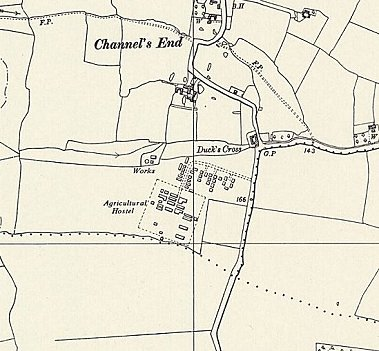 B.H
W
F.P.
W
Channel's End
F.P.
Duck's Cross
G.P
143
Works
Agricultural
Hostel
166